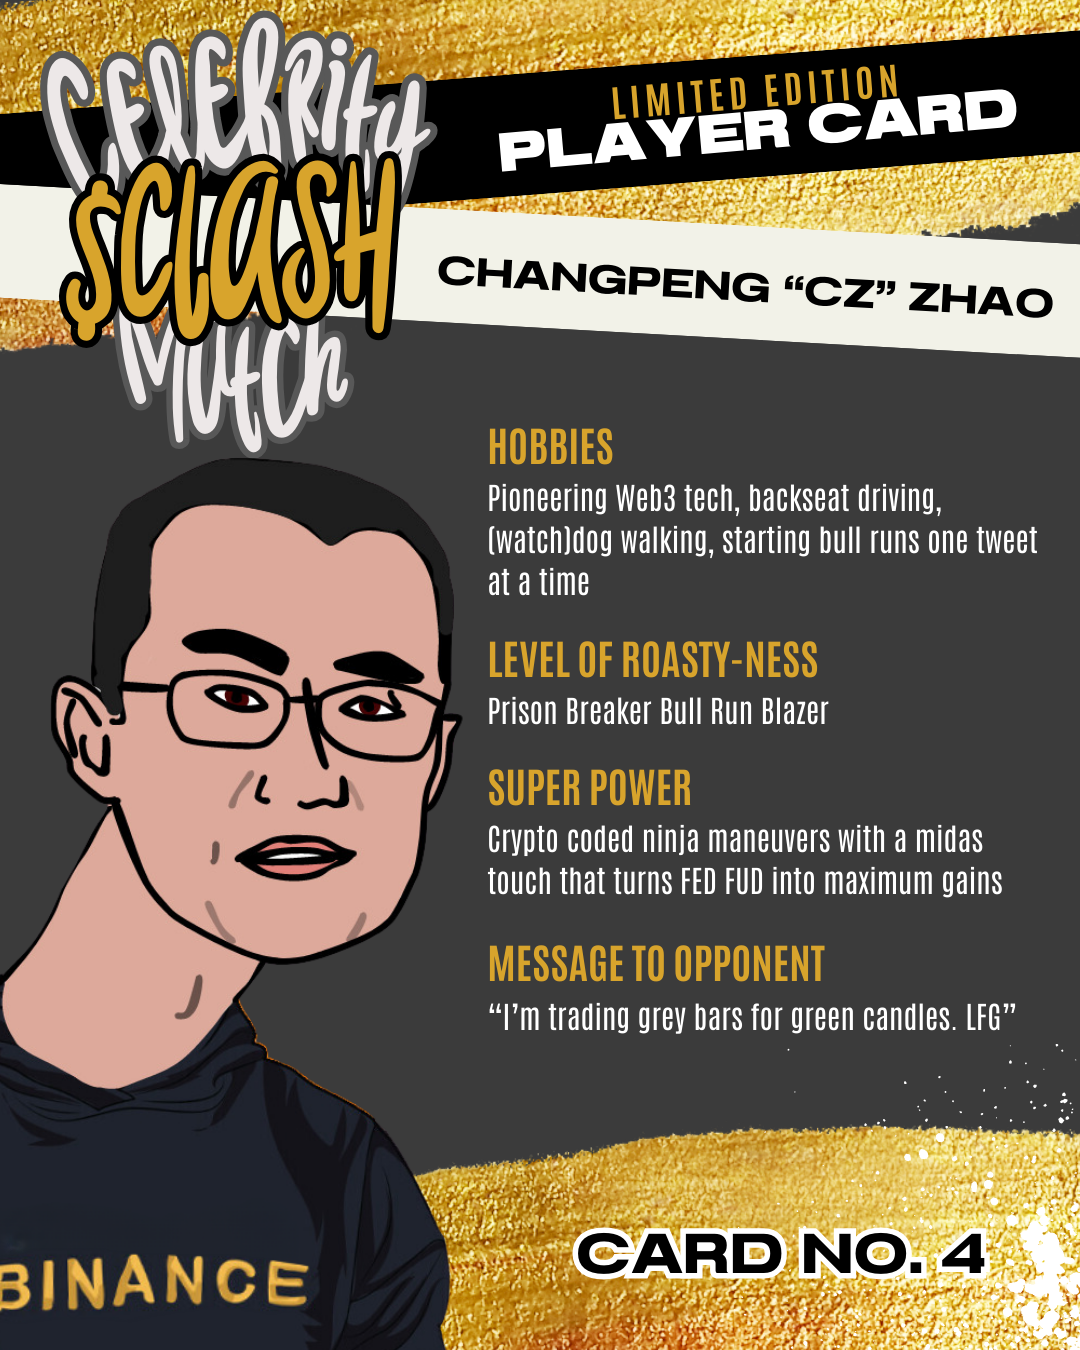 Celebrity
$Clash
Match
LIMITED EDITION
PLAYER CARD
CHANGPENG “CZ” ZHAO
HOBBIES
Pioneering Web3 tech, backseat driving,
(watch)dog walking, starting bull runs one tweet
at a time
LEVEL OF ROASTY-NESS
Prison Breaker Bull Run Blazer
SUPER POWER
Crypto coded ninja maneuvers with a midas
touch that turns FED FUD into maximum gains
MESSAGE TO OPPONENT
“I’m trading grey bars for green candles. LFG”
BINANCE
CARD NO. 4